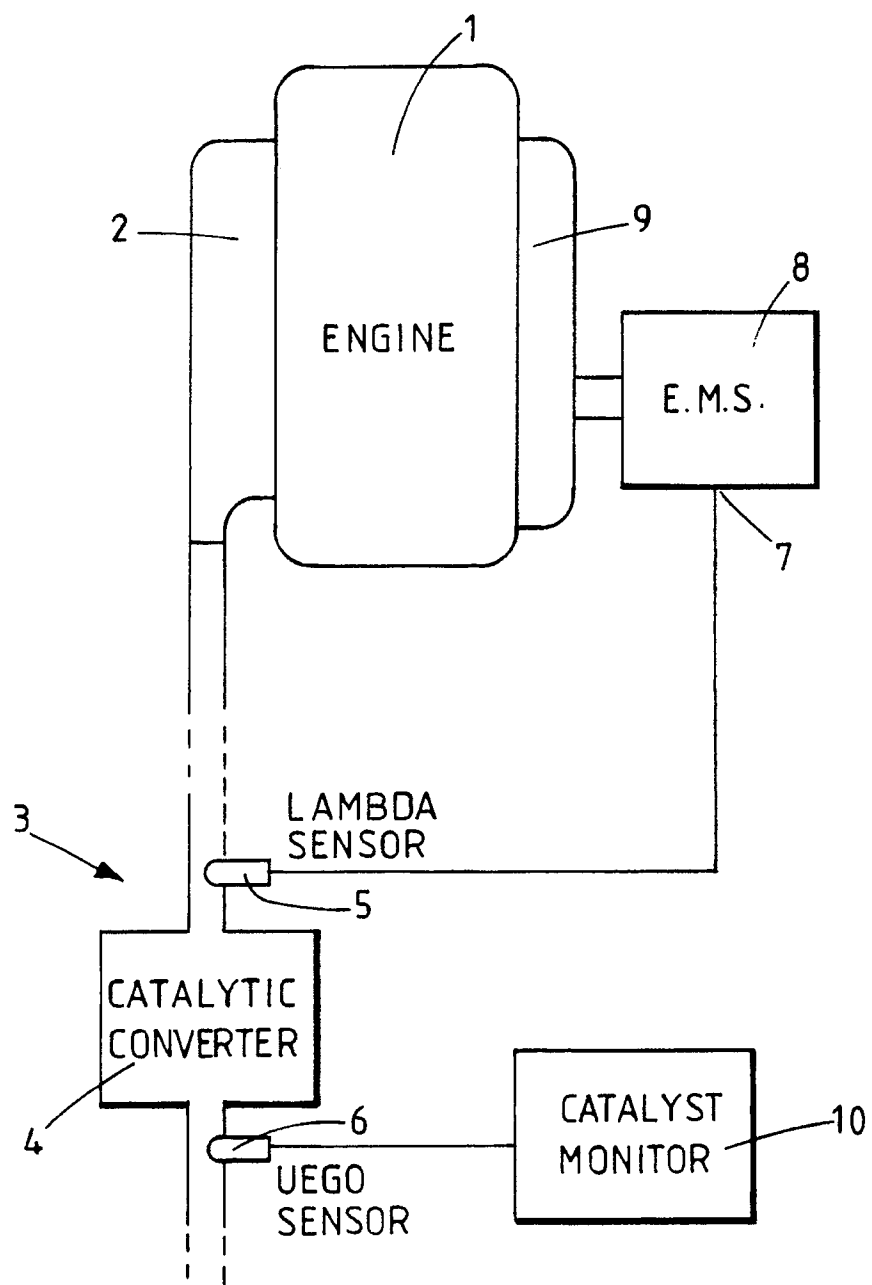 1
2
9
8
ENGINE
E.M.S.
7
LAMBDA
SENSOR
3
5
CATALYTIC
CONVERTER
4
6
CATALYST
MONITOR
10
UEGO
SENSOR